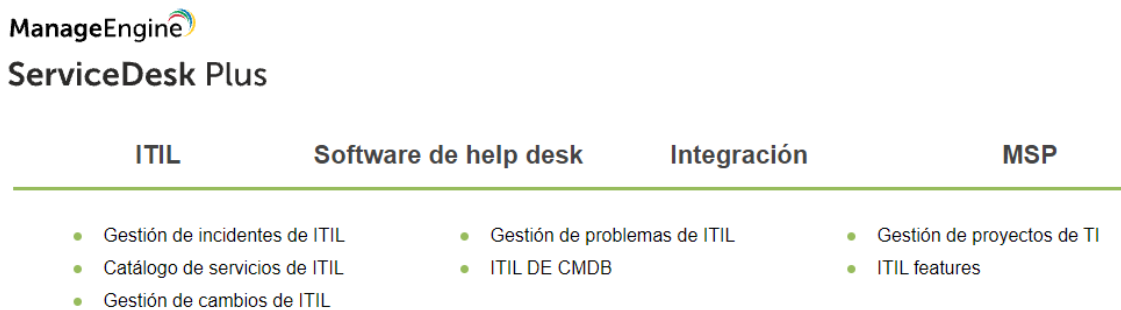 ManageEngine
ServiceDesk Plus
ITIL Software de help desk Integración MSP
Gestión de incidentes de ITIL
Catálogo de servicios de ITIL
Gestión de cambios de ITIL
Gestión de problemas de ITIL
ITIL DE CMDB
Gestión de proyectos de TI
ITIL features